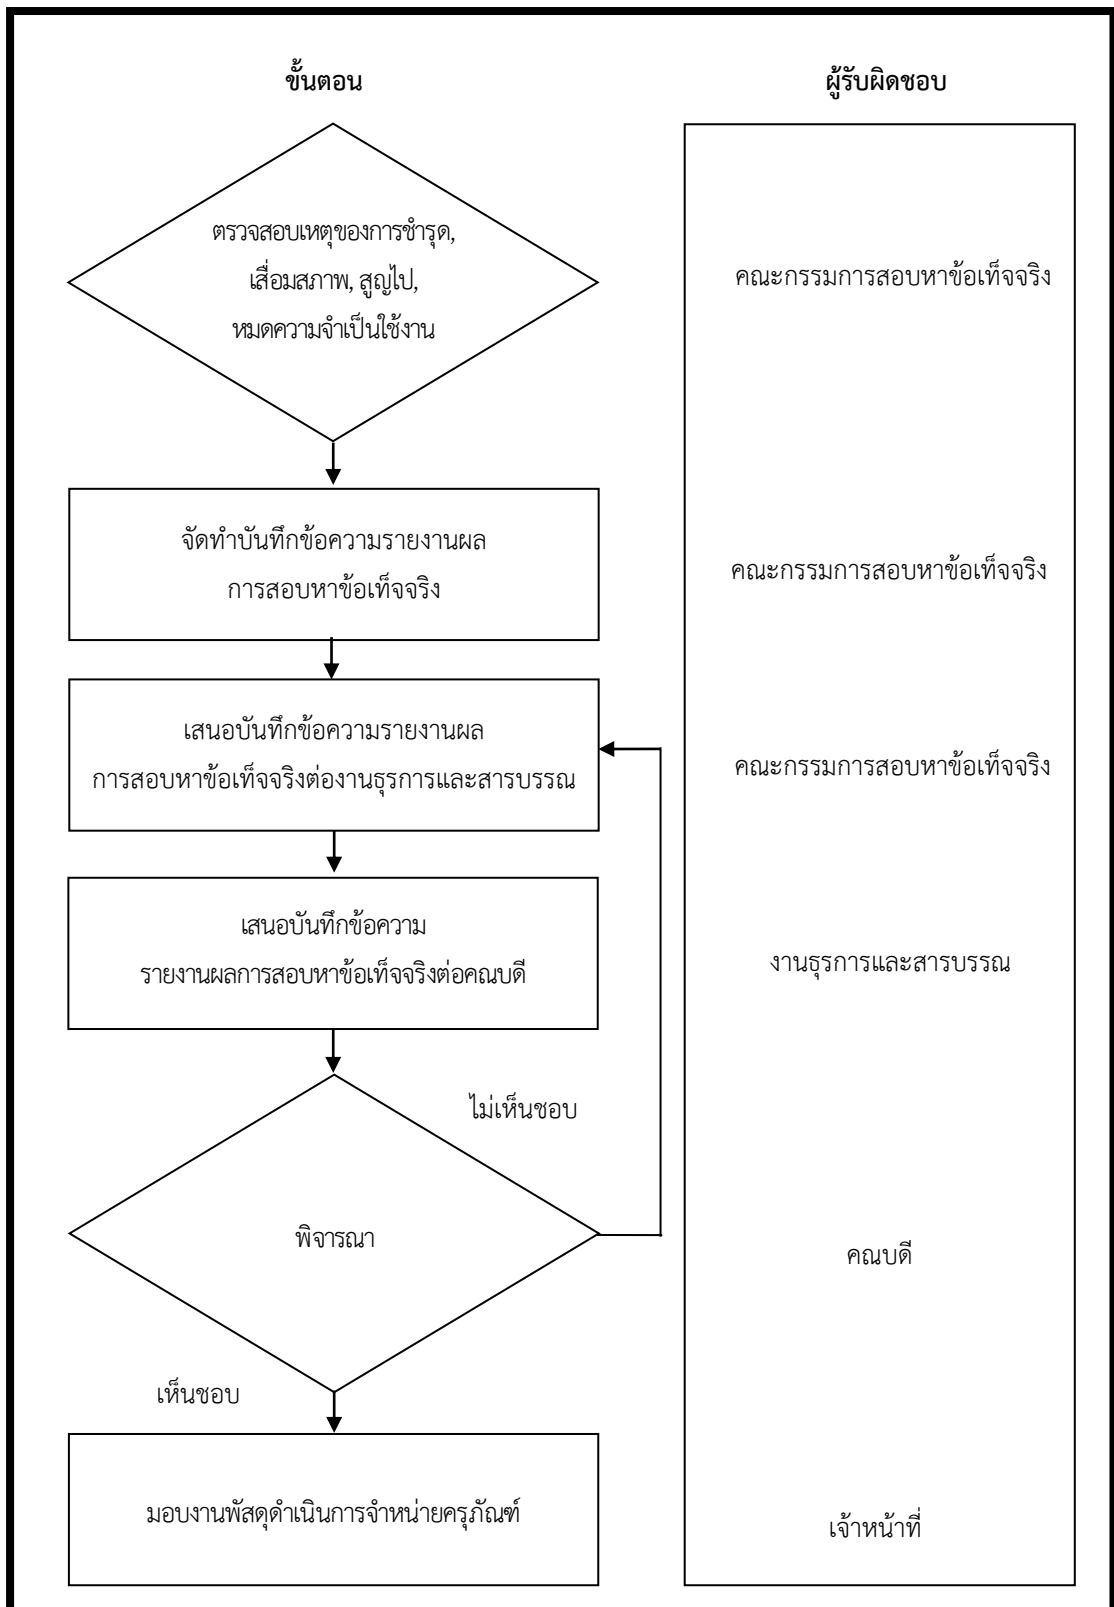 ขั้นตอน
ผู้รับผิดชอบ
ตรวจสอบเหตุของการชำรุด,
เสื่อมสภาพ, สูญไป,
หมดความจำเป็นใช้งาน
คณะกรรมการสอบหาข้อเท็จจริง
จัดทำบันทึกข้อความรายงานผล
การสอบหาข้อเท็จจริง
คณะกรรมการสอบหาข้อเท็จจริง
เสนอบันทึกข้อความรายงานผล
การสอบหาข้อเท็จจริงต่องานธุรการและสารบรรณ
คณะกรรมการสอบหาข้อเท็จจริง
เสนอบันทึกข้อความ
รายงานผลการสอบหาข้อเท็จจริงต่อคณบดี
งานธุรการและสารบรรณ
ไม่เห็นชอบ
พิจารณา
คณบดี
เห็นชอบ
มอบงานพัสดุดำเนินการจำหน่ายครุภัณฑ์
เจ้าหน้าที่